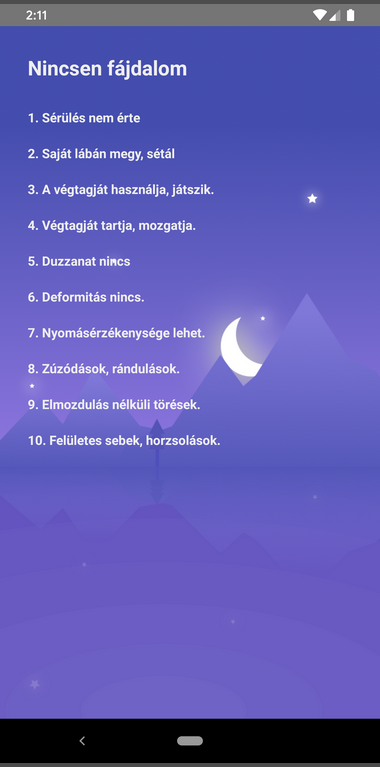 2:11
Nincsen fájdalom
1. Sérülés nem érte
2. Saját lábán megy, sétál
3. A végtagját használja, játszik.
4. Végtagját tartja, mozgatja.
5. Duzzanat nincs
6. Deformitás nincs.
7. Nyomásérzékenysége lehet.
8. Zúzódások, rándulások.
9. Elmozdulás nélküli törések.
10. Felületes sebek, horzsolások.